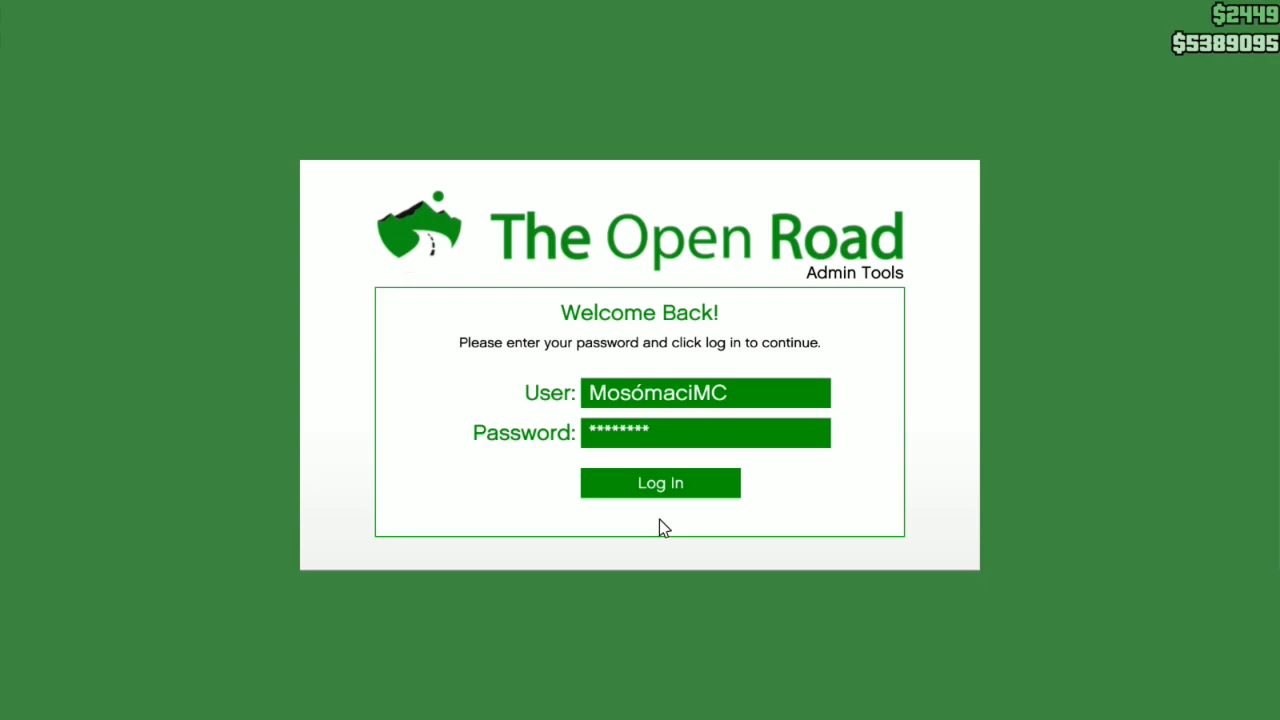 $2449
$5389095
The Open Road
Admin Tools
Welcome Back!
Please enter your password and click log in to continue.
User: MosómaciMC
Password: ********
Log In